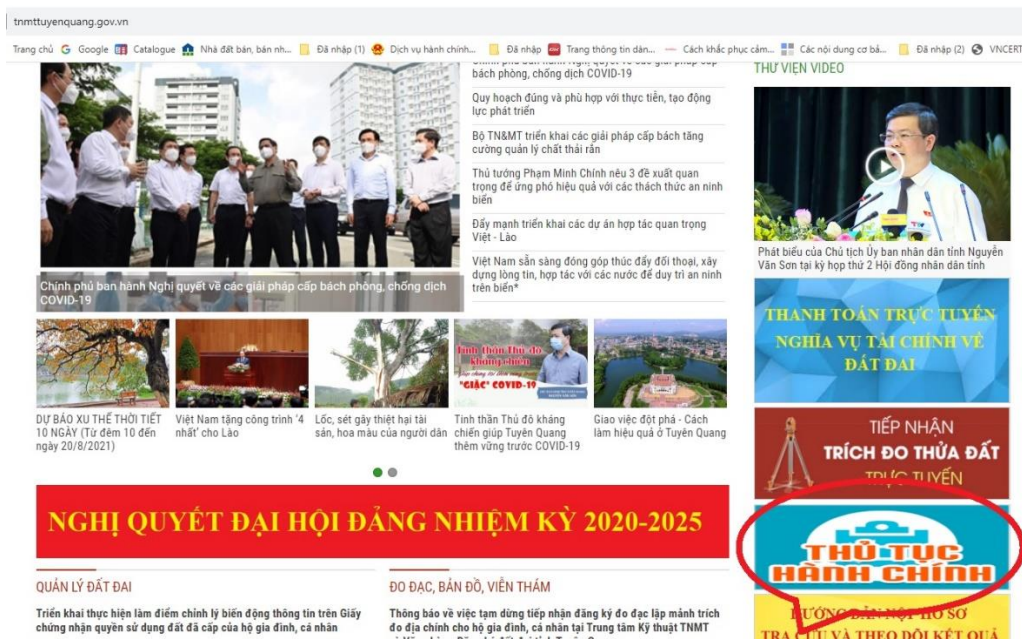 tnmttuyenquang.gov.vn
Trang chủ Google Catalogue Nhà đất bán, bán nh... Đã nhập (1) Dịch vụ hành chính... Đã nhập Trang thông tin dân... Cách khắc phục cảm... Các nội dung cơ bả... Đã nhập (2) VNCERT
bách phòng, chống dịch COVID-19
Quy hoạch đúng và phù hợp với thực tiễn, tạo động
lực phát triển
Bộ TN&MT triển khai các giải pháp cấp bách tăng
cường quản lý chất thải rắn
Thủ tướng Phạm Minh Chính nêu 3 đề xuất quan
trọng để ứng phó hiệu quả với các thách thức an ninh
biển
Đẩy mạnh triển khai các dự án hợp tác quan trọng
Việt - Lào
Việt Nam sẵn sàng đóng góp thúc đẩy đối thoại, xây
dựng lòng tin, hợp tác với các nước để duy trì an ninh
trên biển*
Chính phủ ban hành Nghị quyết về các giải pháp cấp bách phòng, chống dịch
COVID-19
Tinh thần Thủ đô
kháng chiến
"GIẶC" COVID-19
DỰ BÁO XU THẾ THỜI TIẾT
10 NGÀY (Từ đêm 10 đến
ngày 20/8/2021)
Việt Nam tặng công trình '4
nhất' cho Lào
Lốc, sét gây thiệt hại tài
sản, hoa màu của người dân
Tinh thần Thủ đô kháng
chiến giúp Tuyên Quang
thêm vững trước COVID-19
Giao việc đột phá - Cách
làm hiệu quả ở Tuyên Quang
NGHỊ QUYẾT ĐẠI HỘI ĐẢNG NHIỆM KỲ 2020-2025
QUẢN LÝ ĐẤT ĐAI
Triển khai thực hiện làm điểm chỉnh lý biến động thông tin trên Giấy
chứng nhận quyền sử dụng đất đã cấp của hộ gia đình, cá nhân
ĐO ĐẠC, BẢN ĐỒ, VIỄN THÁM
Thông báo về việc tạm dừng tiếp nhận đăng ký đo đạc lập mảnh trích
đo địa chính cho hộ gia đình, cá nhân tại Trung tâm Kỹ thuật TNMT
THƯ VIỆN VIDEO
Phát biểu của Chủ tịch Ủy ban nhân dân tỉnh Nguyễn
Văn Sơn tại kỳ họp thứ 2 Hội đồng nhân dân tỉnh
THANH TOÁN TRỰC TUYẾN
NGHĨA VỤ TÀI CHÍNH VỀ
ĐẤT ĐAI
TIẾP NHẬN
TRÍCH ĐO THỬA ĐẤT
TRỰC TUYẾN
THỦ TỤC
HÀNH CHÍNH
HƯỚNG DẪN NỘP HỒ SƠ
TRA CỨU VÀ THEO DÕI KẾT QUẢ